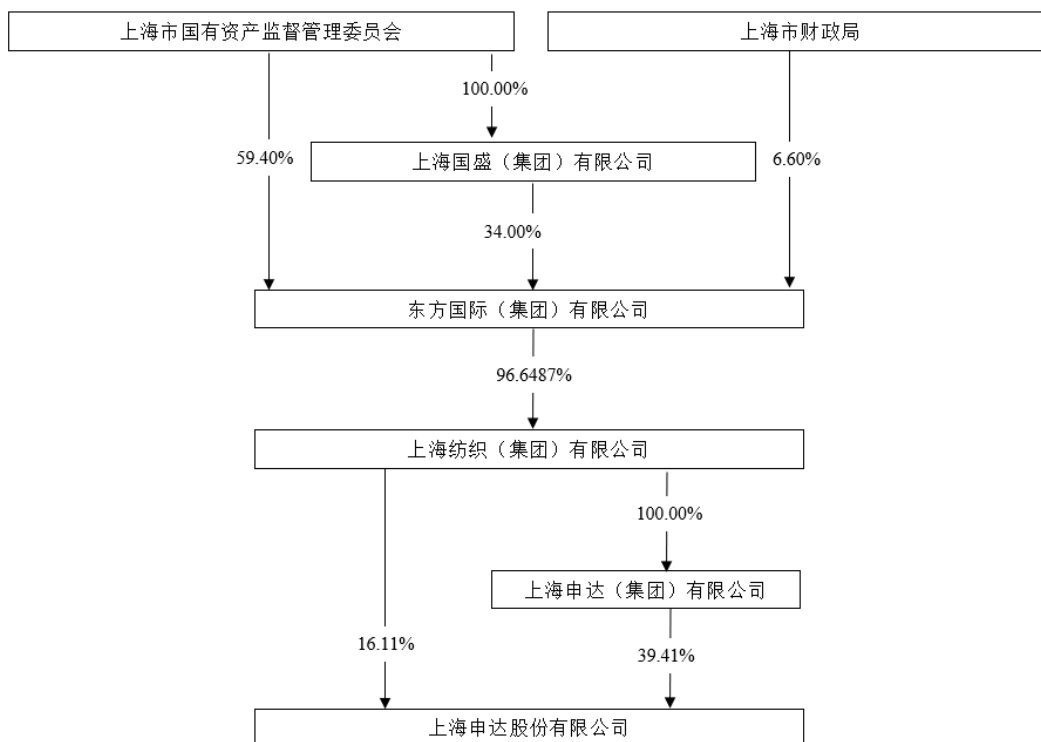 上海市国有资产监督管理委员会
上海市财政局
100.00%
59.40%
上海国盛（集团）有限公司
6.60%
34.00%
东方国际（集团）有限公司
96.6487%
上海纺织（集团）有限公司
100.00%
上海申达（集团）有限公司
16.11%
39.41%
上海申达股份有限公司